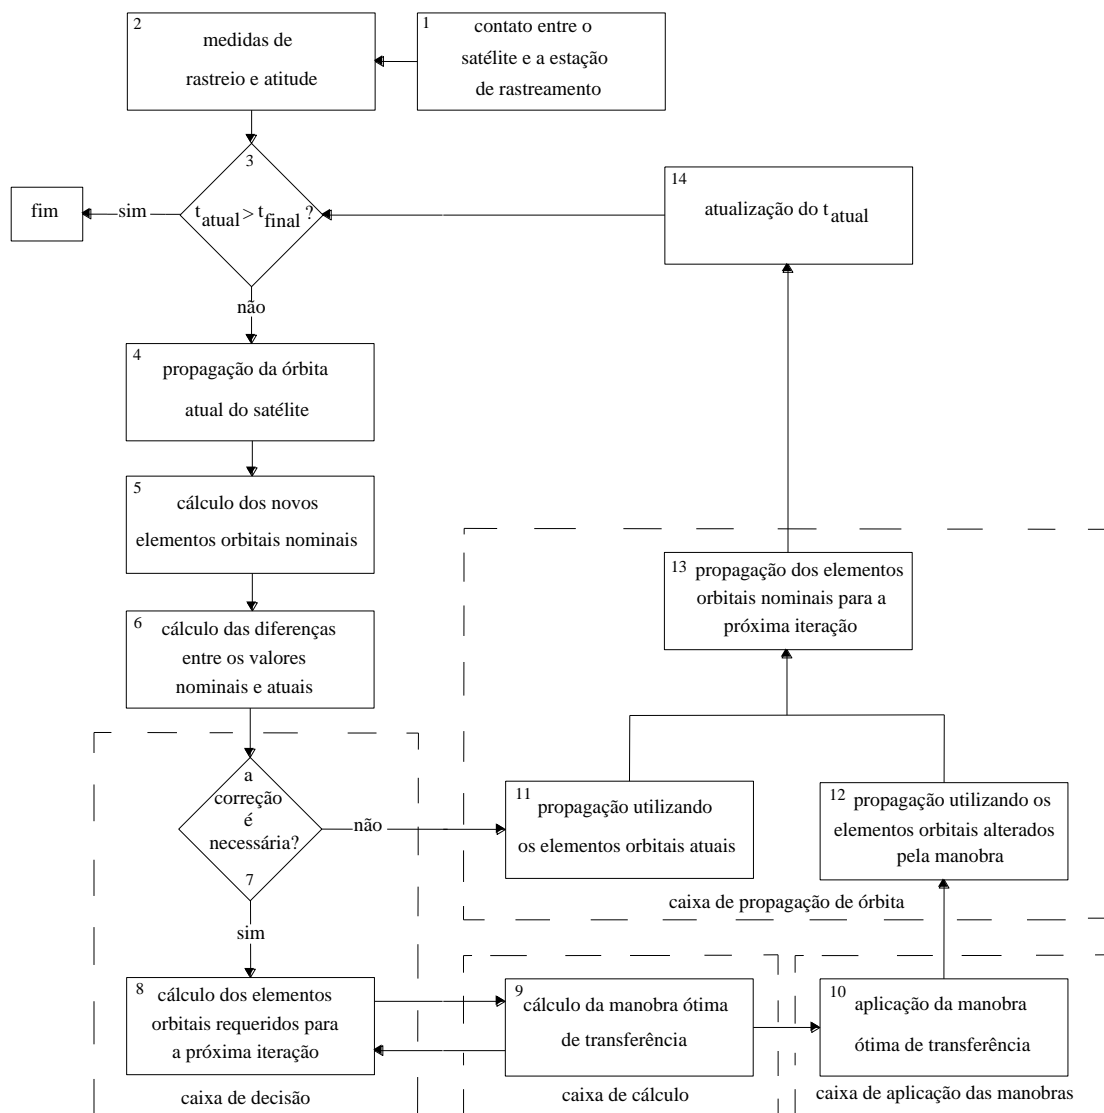 2
medidas de
rastreio e atitude
1
contato entre o
satélite e a estação
de rastreamento
3
t atual > t final ?
sim
fim
14
atualização do t atual
não
4
propagação da órbita
atual do satélite
5
cálculo dos novos
elementos orbitais nominais
6
cálculo das diferenças
entre os valores
nominais e atuais
13
propagação dos elementos
orbitais nominais para a
próxima iteração
a
correção
é
necessária?
7
não
11
propagação utilizando
os elementos orbitais atuais
12
propagação utilizando os
elementos orbitais alterados
pela manobra
caixa de propagação de órbita
sim
8
cálculo dos elementos
orbitais requeridos para
a próxima iteração
caixa de decisão
9
cálculo da manobra ótima
de transferência
caixa de cálculo
10
aplicação da manobra
ótima de transferência
caixa de aplicação das manobras